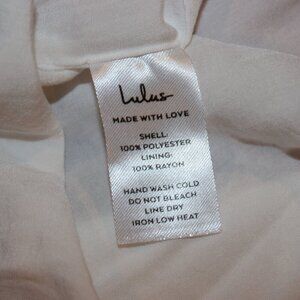 Lulus
MADE WITH LOVE
SHELL:
100% POLYESTER
LINING:
100% RAYON
HAND WASH COLD
DO NOT BLEACH
LINE DRY
IRON LOW HEAT